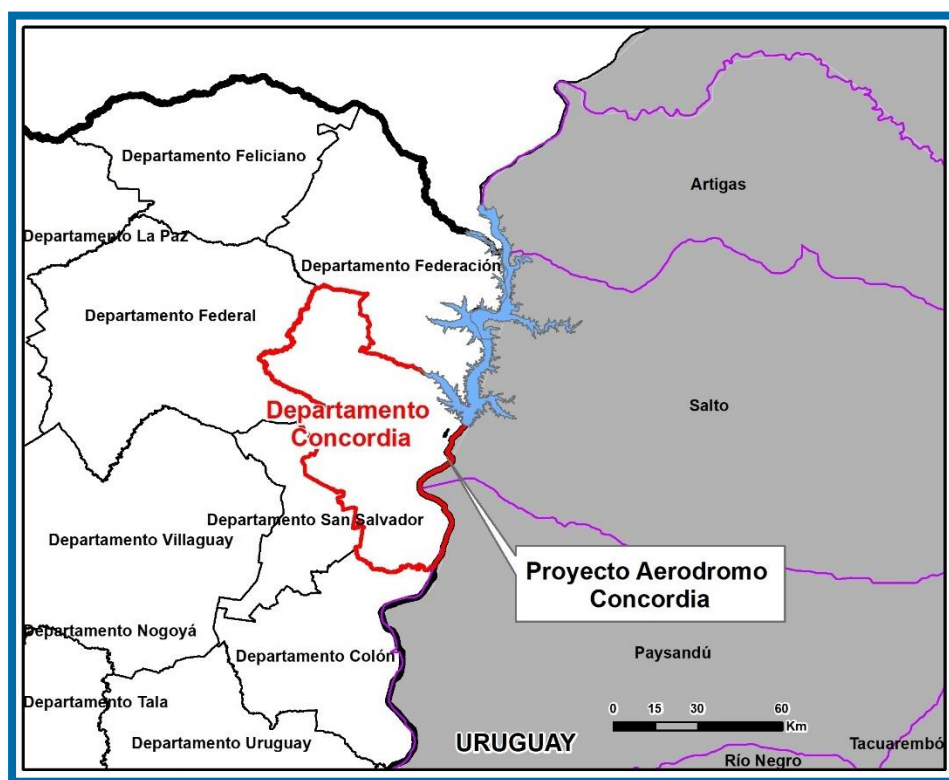 Departamento Feliciano
Artigas
Departamento La Paz
Departamento Federación
Departamento Federal
Salto
Departamento
Concordia
Departamento San Salvador
Departamento Villaguay
Proyecto Aerodromo
Concordia
Departamento Nogoyá
Departamento Colón
Paysandú
Departamento Tala
0 15 30 60
Km
Departamento Uruguay
URUGUAY
Tacuarembó
Río Negro